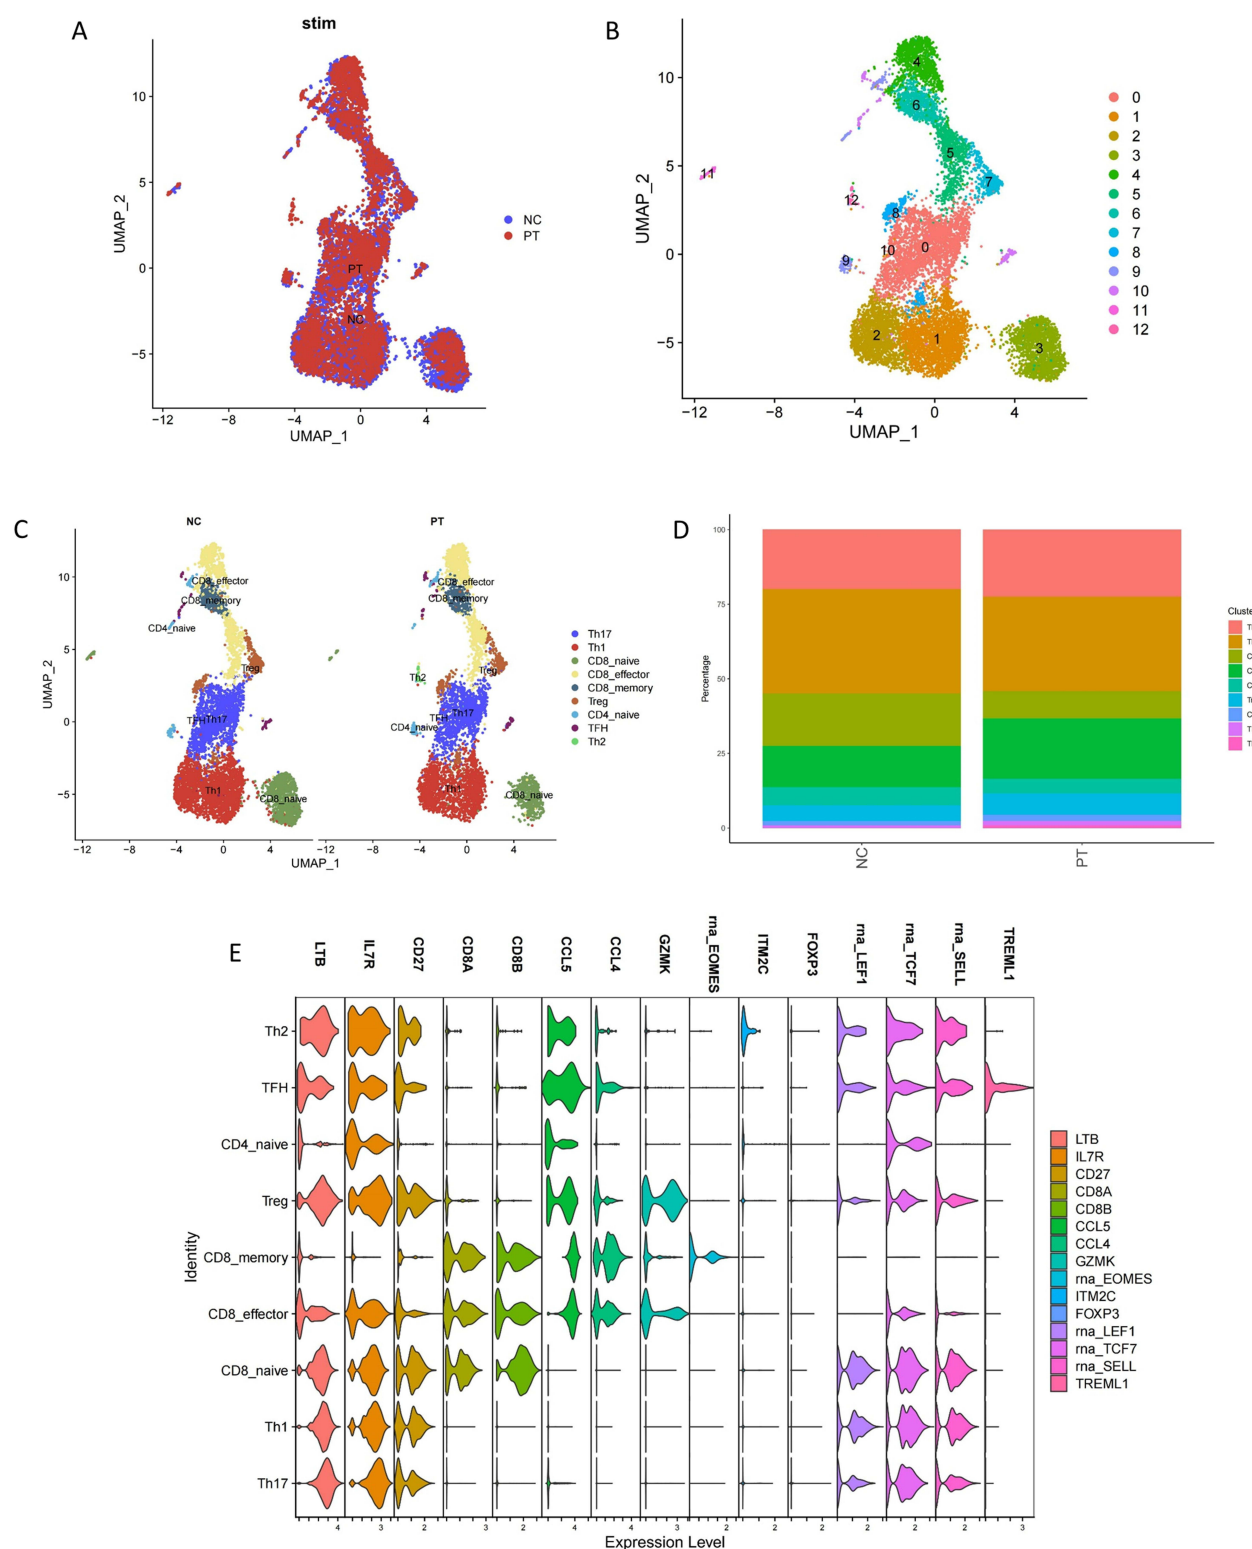 A
stim
UMAP_2
10
5
0
−5
−12
−8
−4
0
4
UMAP_1
PT
NC
NC
PT
B
UMAP_2
10
5
0
−5
−12
−8
−4
0
4
UMAP_1
4
6
5
7
11
12
8
0
10
9
2
1
3
0
1
2
3
4
5
6
7
8
9
10
11
12
C
NC
PT
UMAP_2
10
5
0
−5
CD8_effector
CD8_memory
CD4_naive
Treg
TFH
Th17
Th1
CD8_naive
CD8_effector
CD8_memory
Th2
Treg
TFH
Th17
CD4_naive
Th1
CD8_naive
−12
−8
−4
0
4
−12
−8
−4
0
4
UMAP_1
Th17
Th1
CD8_naive
CD8_effector
CD8_memory
Treg
CD4_naive
TFH
Th2
D
Percentage
100
75
50
25
0
NC
PT
Cluste
E
LTB
IL7R
CD27
CD8A
CD8B
CCL5
CCL4
GZMK
rna_EOMES
ITM2C
FOXP3
rna_LEF1
rna_TCF7
rna_SELL
TREML1
Identity
Th2
TFH
CD4_naive
Treg
CD8_memory
CD8_effector
CD8_naive
Th1
Th17
4
3
2
3
2
4
4
3
2
2
2
2
2
2
3
Expression Level
LTB
IL7R
CD27
CD8A
CD8B
CCL5
CCL4
GZMK
rna_EOMES
ITM2C
FOXP3
rna_LEF1
rna_TCF7
rna_SELL
TREML1